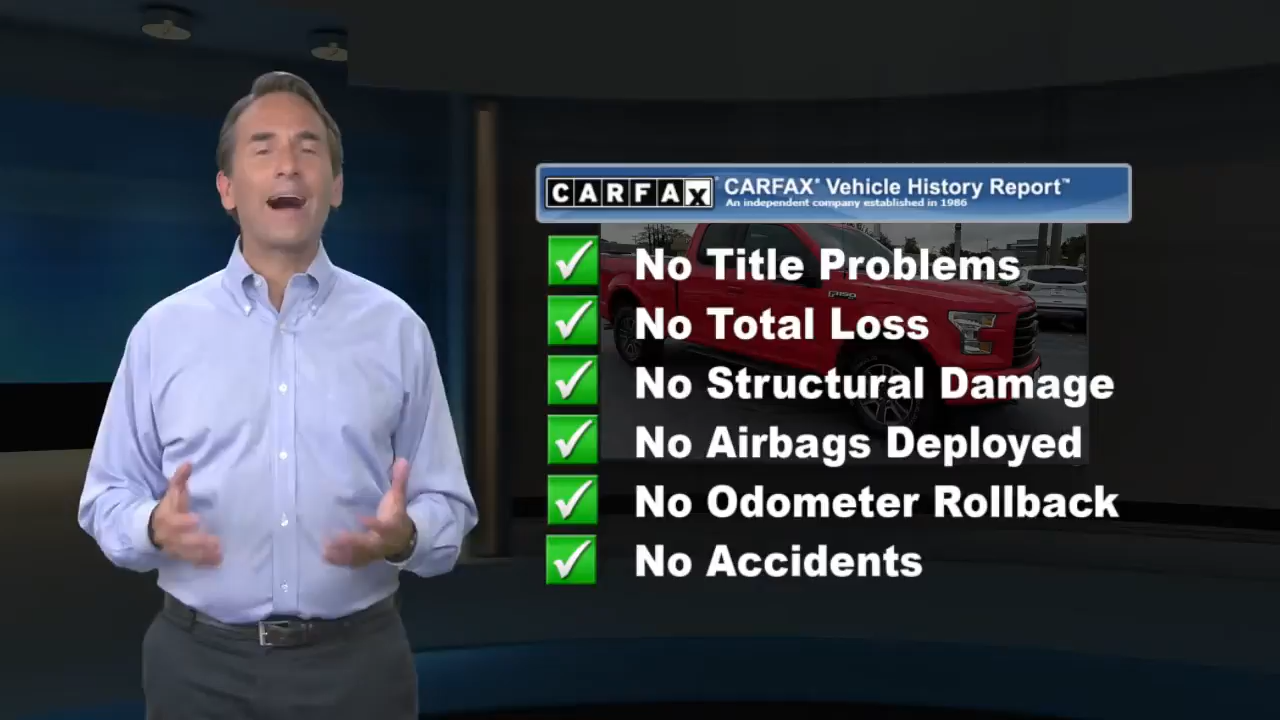 CARFAX® CARFAX® Vehicle History Report™
An independent company established in 1986
No Title Problems
No Total Loss
No Structural Damage
No Airbags Deployed
No Odometer Rollback
No Accidents
F150